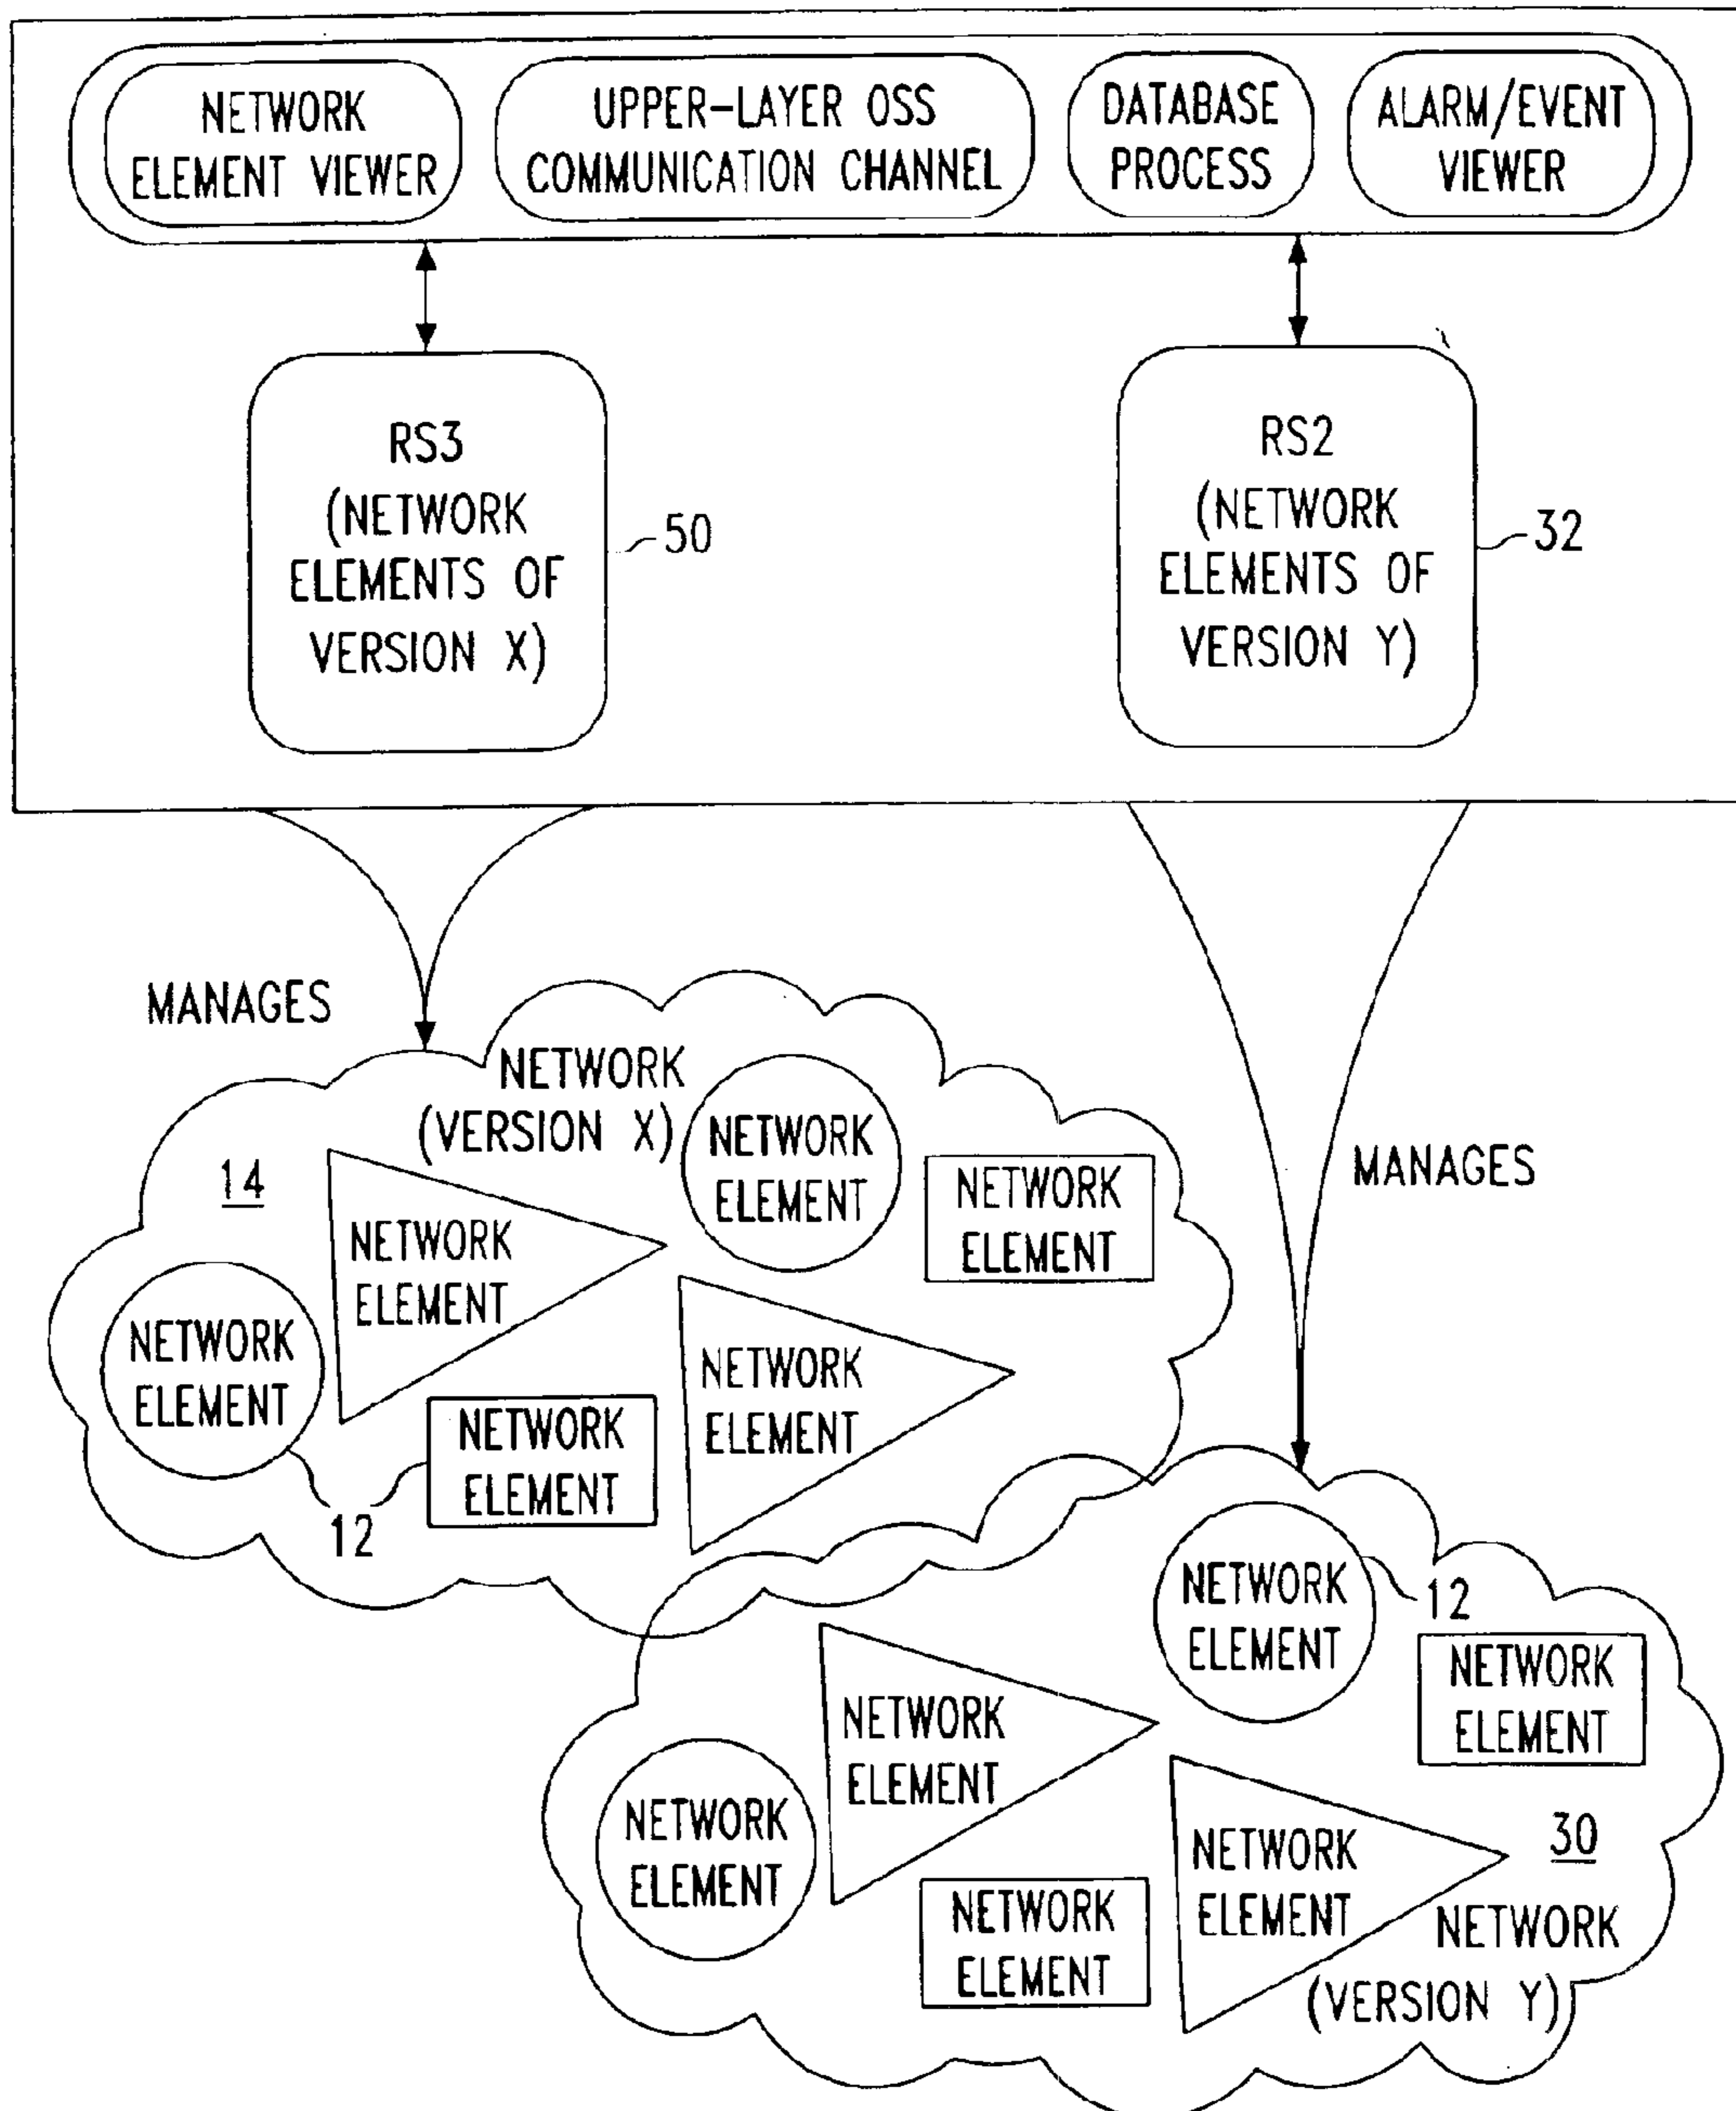 NETWORK
ELEMENT VIEWER
UPPER-LAYER OSS
COMMUNICATION CHANNEL
DATABASE
PROCESS
ALARM/EVENT
VIEWER
RS3
(NETWORK
ELEMENTS OF
VERSION X)
50
RS2
(NETWORK
ELEMENTS OF
VERSION Y)
32
MANAGES
MANAGES
NETWORK
(VERSION X)
14
NETWORK
ELEMENT
NETWORK
ELEMENT
NETWORK
ELEMENT
NETWORK
ELEMENT
NETWORK
ELEMENT
NETWORK
ELEMENT
12
NETWORK
ELEMENT
12
NETWORK
ELEMENT
NETWORK
ELEMENT
NETWORK
ELEMENT
NETWORK
ELEMENT
NETWORK
ELEMENT
30
NETWORK
(VERSION Y)